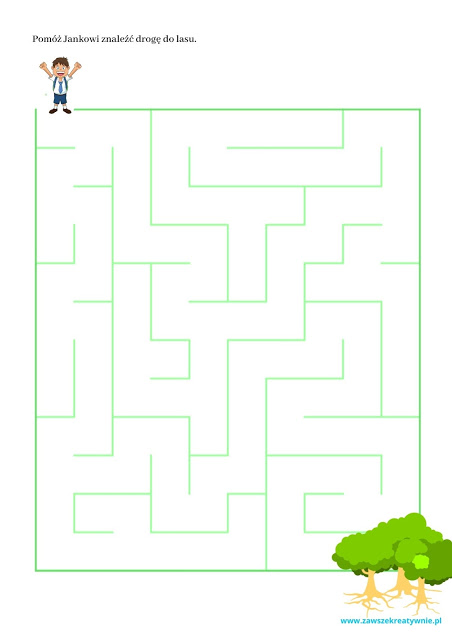 Pomóż Jankowi znaleźć drogę do lasu.
www.zawszekreatywnie.pl